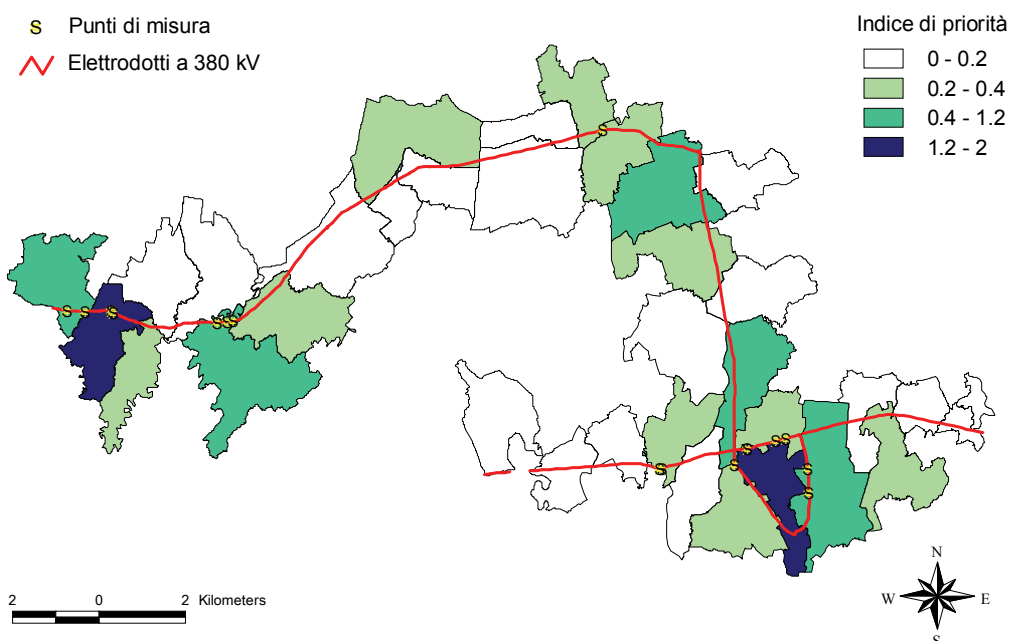 S Punti di misura
Elettrodotti a 380 kV
Indice di priorità
0 - 0.2
0.2 - 0.4
0.4 - 1.2
1.2 - 2
S
S S S
S S S
S
S S S S
S
S
2 0 2 Kilometers
N
W E
S